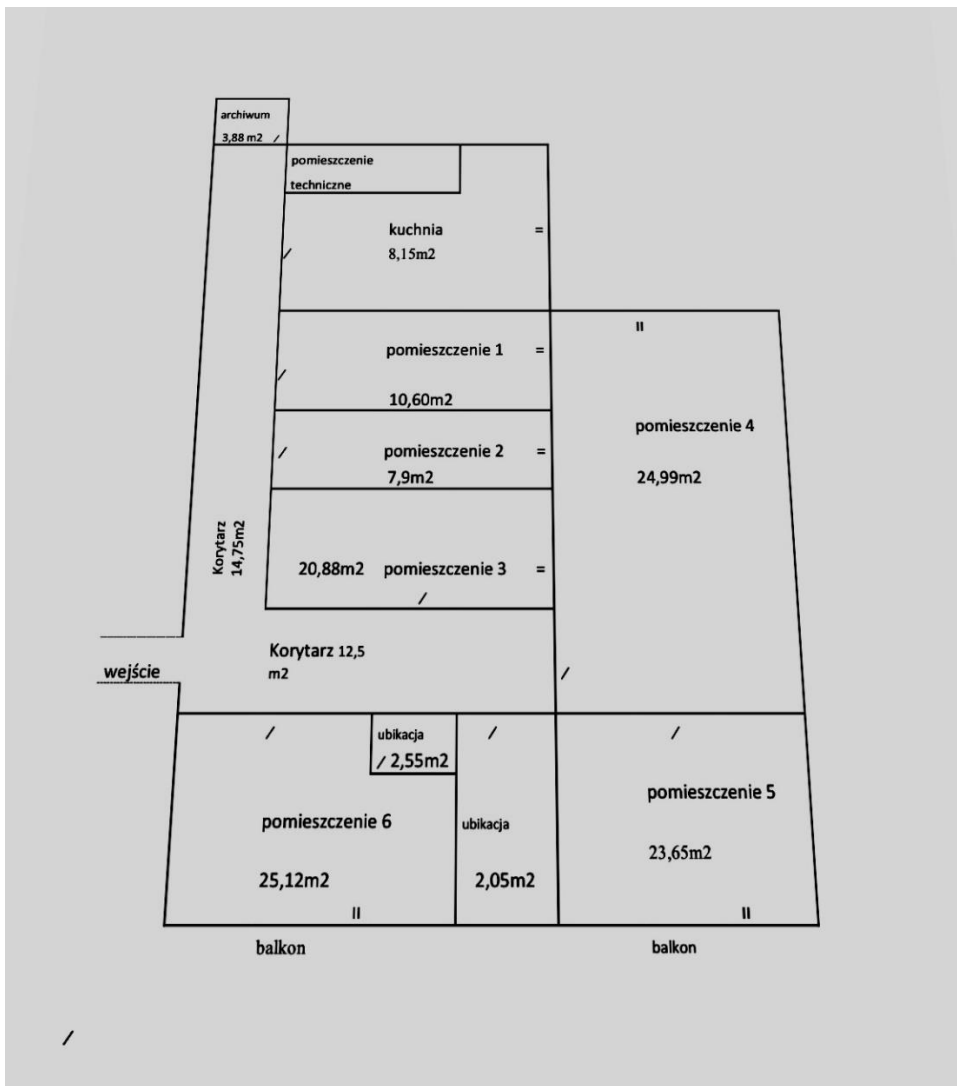 archiwum
3,88 m2
pomieszczenie
techniczne
kuchnia
8,15m2
pomieszczenie 1
10,60m2
pomieszczenie 2
7,9m2
20,88m2 pomieszczenie 3
pomieszczenie 4
24,99m2
Korytarz
14,75m2
Korytarz 12,5
m2
wejście
ubikacja
2,55m2
pomieszczenie 6
25,12m2
ubikacja
2,05m2
pomieszczenie 5
23,65m2
balkon
balkon